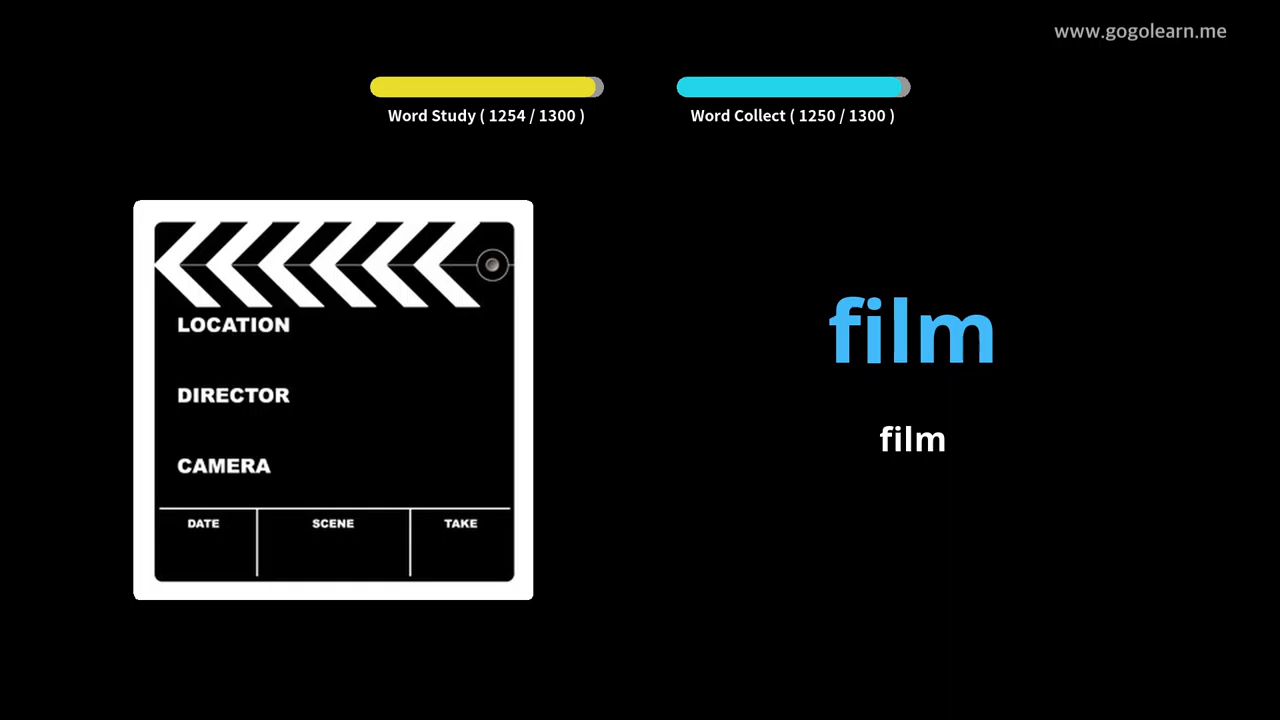 www.gogolearn.me
Word Study ( 1254 / 1300 )
Word Collect ( 1250 / 1300 )
LOCATION
DIRECTOR
CAMERA
DATE
SCENE
TAKE
film
film